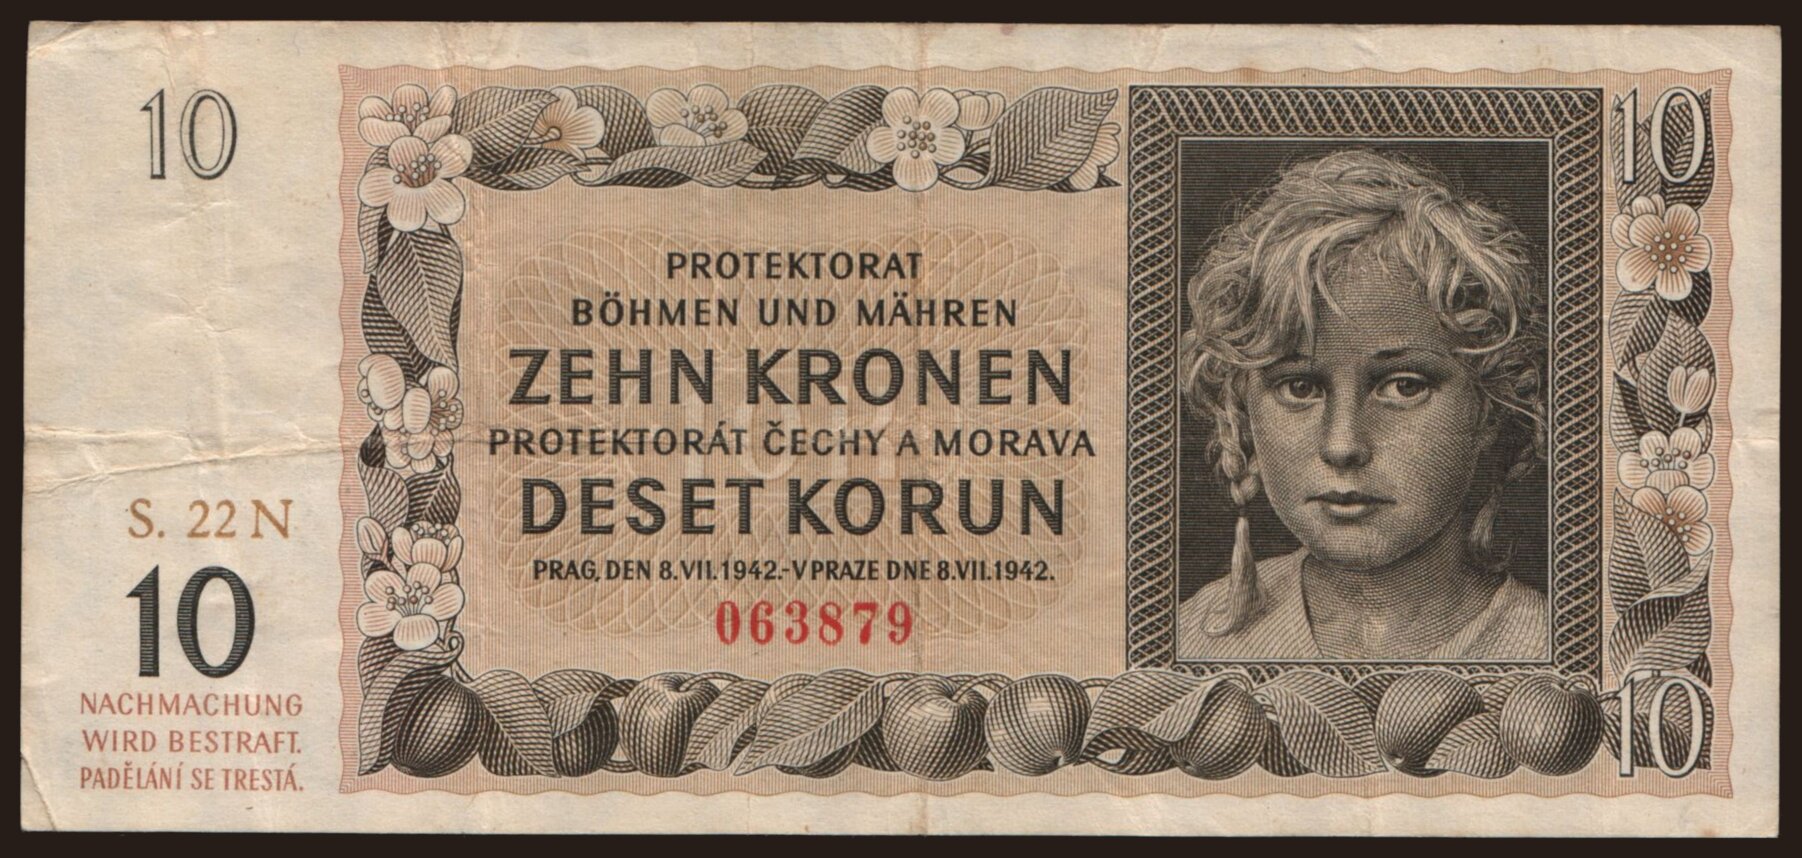 10
10
PROTEKTORAT
BÖHMEN UND MÄHREN
ZEHN KRONEN
PROTEKTORÁT ČECHY A MORAVA
DESET KORUN
PRAG, DEN 8.VII.1942.-V PRAZE DNE 8.VII.1942.
063879
S. 22 N
10
NACHMACHUNG
WIRD BESTRAFT.
PADĚLÁNÍ SE TRESTÁ.
10